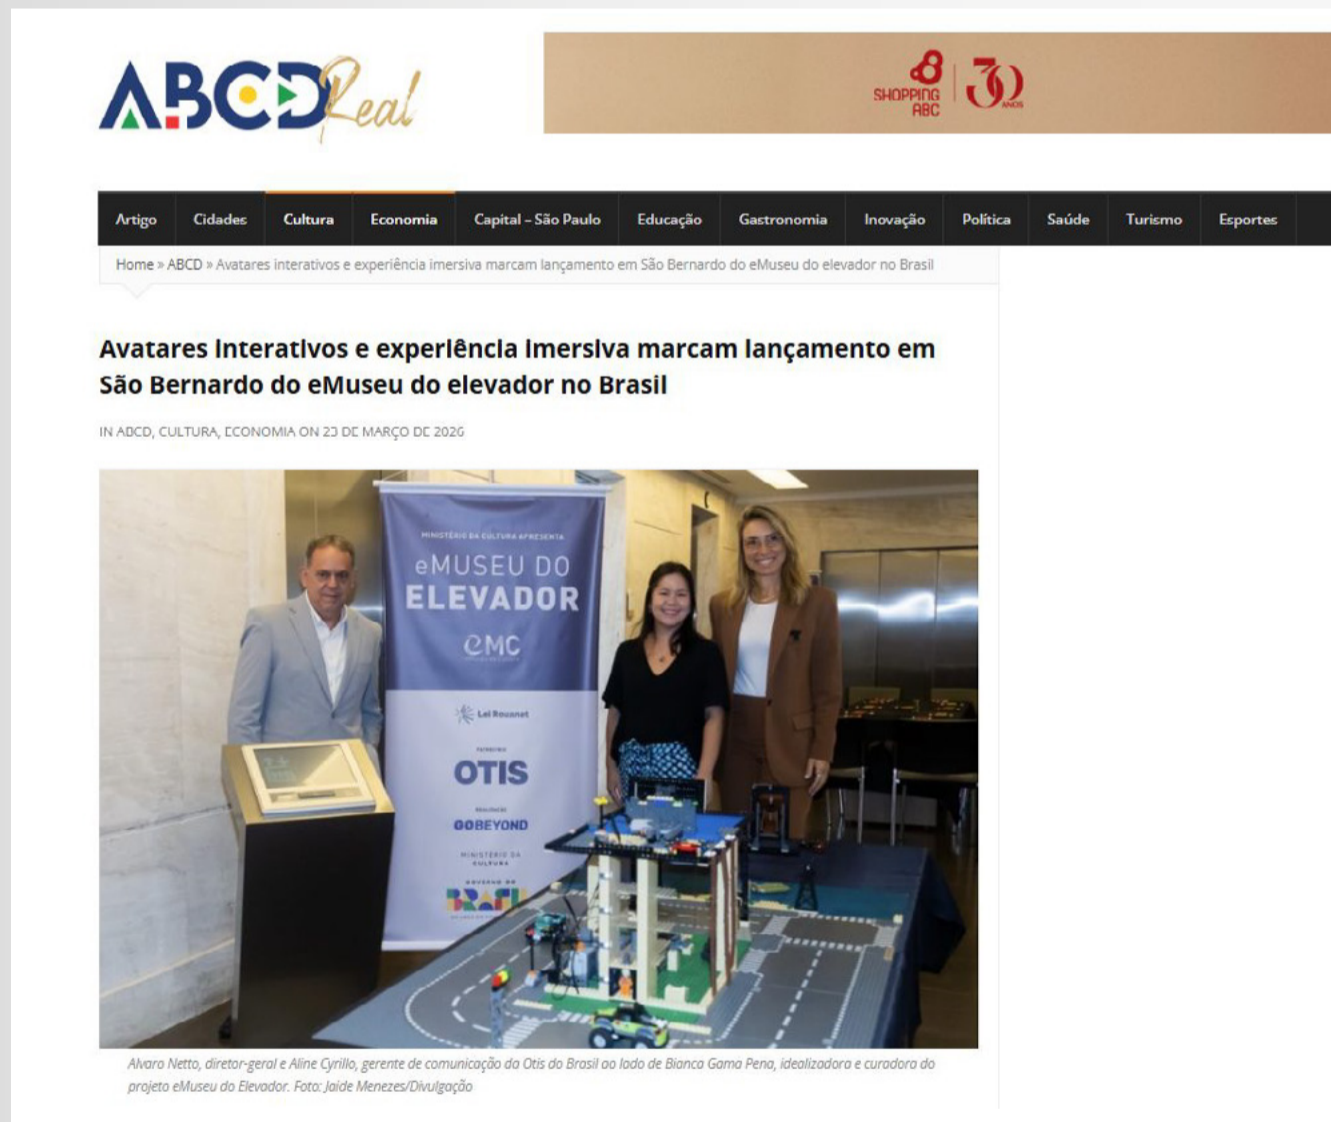 ABCD Real
SHOPPING
ABC
30
ANOS
Artigo Cidades Cultura Economia Capital – São Paulo Educação Gastronomia Inovação Política Saúde Turismo Esportes
Home » ABCD » Avatares interativos e experiência imersiva marcam lançamento em São Bernardo do eMuseu do elevador no Brasil
Avatares interativos e experiência imersiva marcam lançamento em
São Bernardo do eMuseu do elevador no Brasil
IN ABCD, CULTURA, ECONOMIA ON 23 DE MARÇO DE 2026
MINISTÉRIO DA CULTURA APRESENTA
eMUSEU DO
ELEVADOR
eMC
Lei Rouanet
PATROCÍNIO
OTIS
REALIZAÇÃO
GOBEYOND
MINISTÉRIO DA
CULTURA
GOVERNO DO
BRASIL
Alvaro Netto, diretor-geral e Aline Cyrillo, gerente de comunicação da Otis do Brasil ao lado de Bianca Gama Pena, idealizadora e curadora do
projeto eMuseu do Elevador. Foto: Jaide Menezes/Divulgação